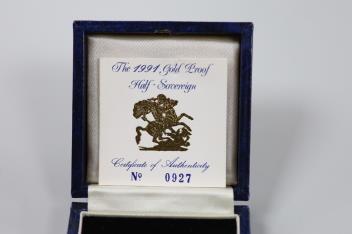 The 1991 Gold Proof
Half-Sovereign
Certificate of Authenticity
Nº 0927